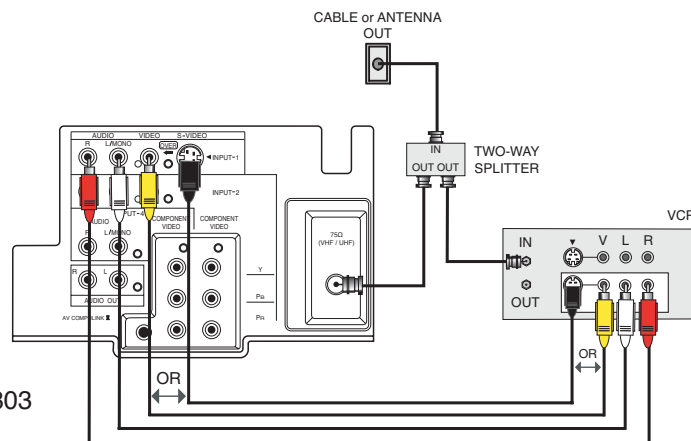 CABLE or ANTENNA
OUT
IN
OUT OUT
TWO-WAY
SPLITTER
AUDIO VIDEO S-VIDEO
R L/MONO OVER
INPUT-1
INPUT-2
AUDIO
R L/MONO
COMPONENT
VIDEO
COMPONENT
VIDEO
R L
AUDIO OUT
AV COMPULINK
Y
PB
PR
75Ω
(VHF / UHF)
VCR
IN V L R
OUT
OR
OR
303